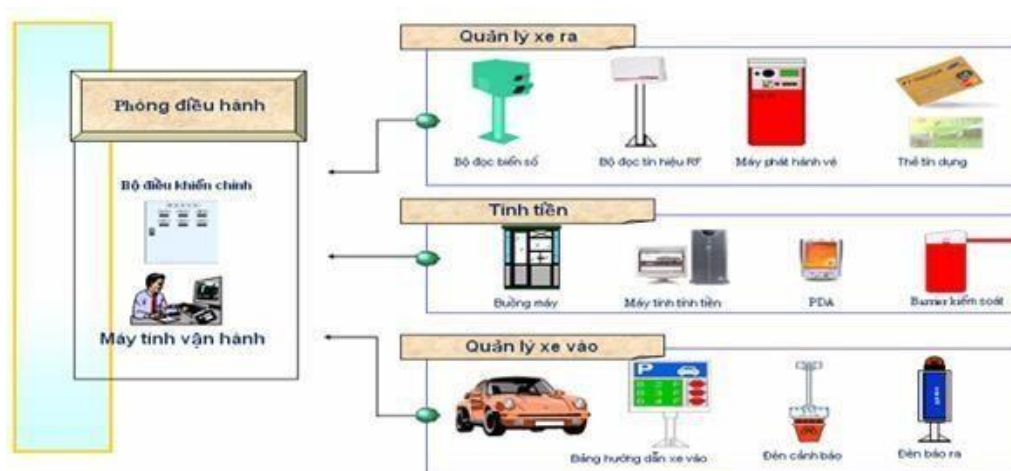 Quản lý xe ra
Phòng điều hành
Bộ đọc biển số
Bộ đọc tín hiệu RF
Máy phát hành vé
Thẻ tín dụng
Bộ điều khiển chính
Tính tiền
Buồng máy
Máy tính tính tiền
PDA
Barrier kiểm soát
Máy tính vận hành
Quản lý xe vào
P
Bảng hướng dẫn xe vào
Đèn cảnh báo
Đèn báo ra